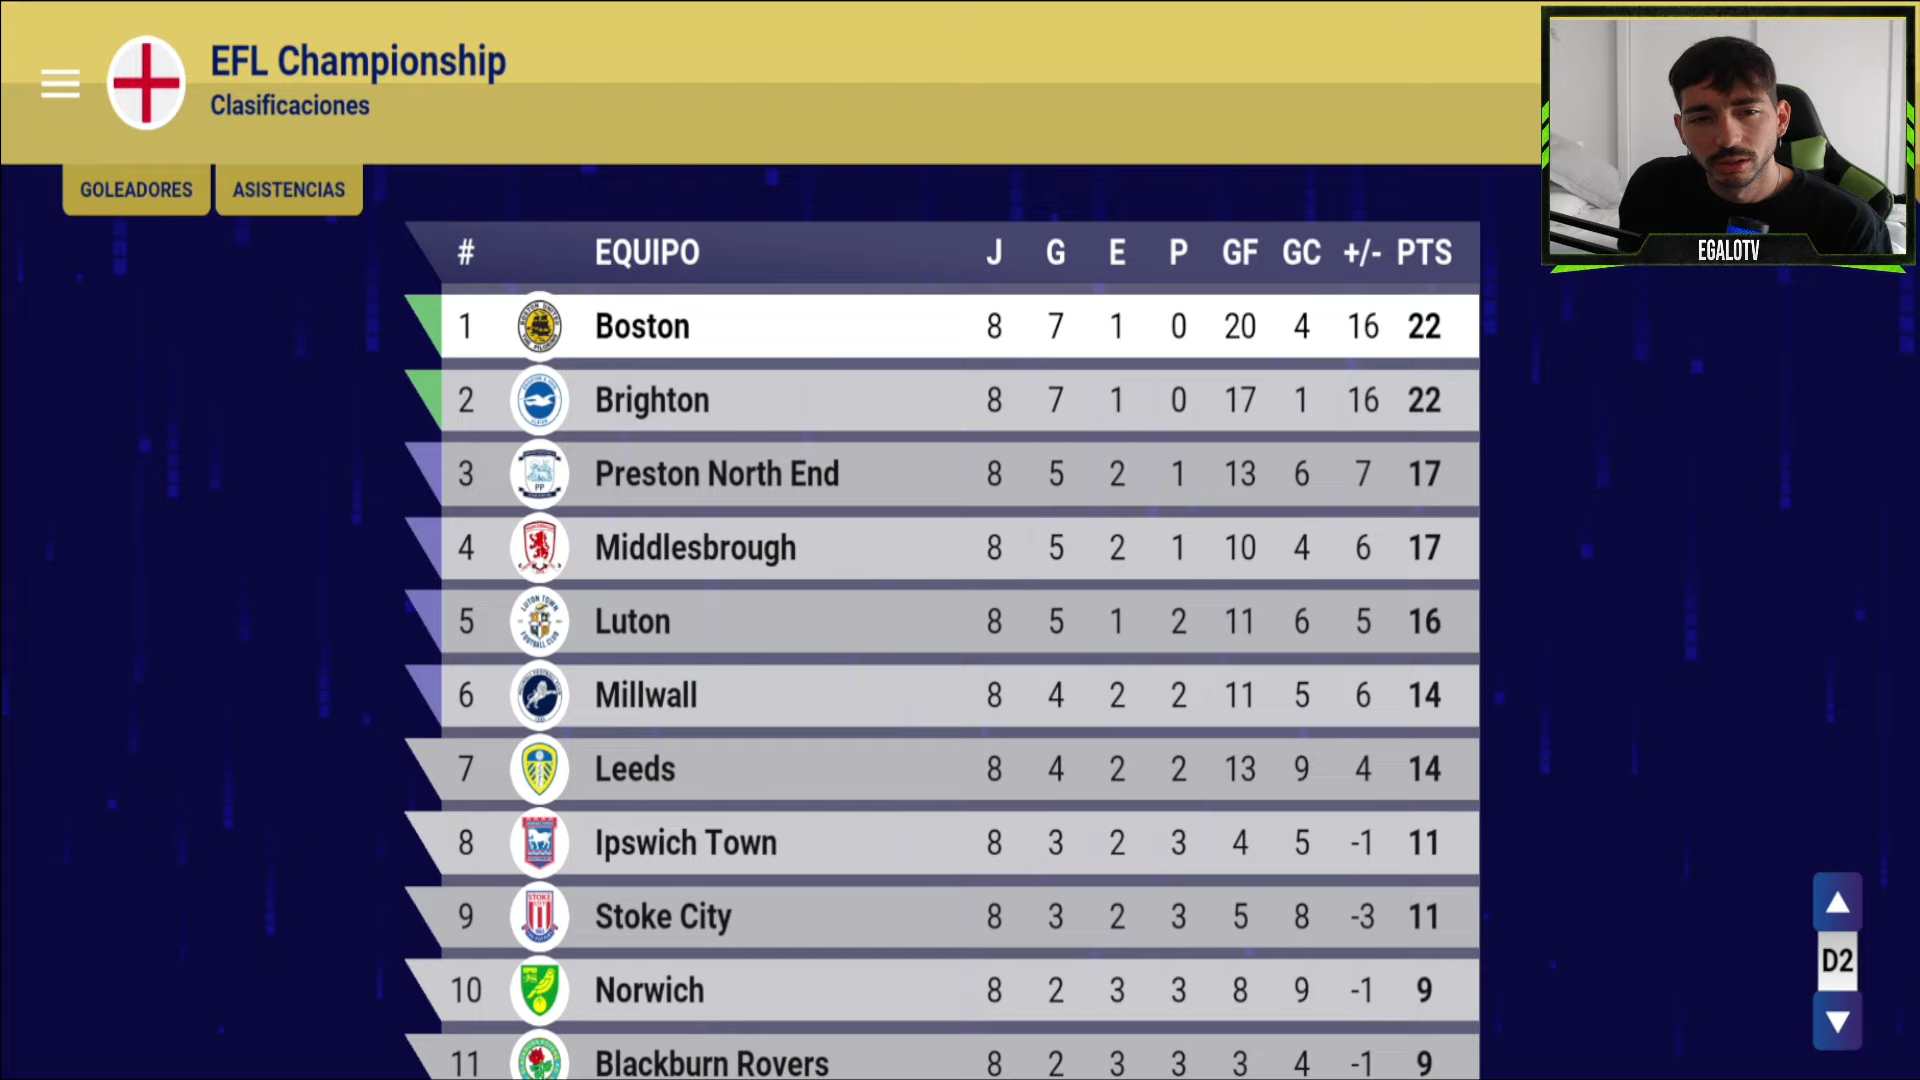 EFL Championship
Clasificaciones
GOLEADORES ASISTENCIAS
EGALOTV
# EQUIPO J G E P GF GC +/- PTS
1 Boston 8 7 1 0 20 4 16 22
2 Brighton 8 7 1 0 17 1 16 22
3 Preston North End 8 5 2 1 13 6 7 17
4 Middlesbrough 8 5 2 1 10 4 6 17
5 Luton 8 5 1 2 11 6 5 16
6 Millwall 8 4 2 2 11 5 6 14
7 Leeds 8 4 2 2 13 9 4 14
8 Ipswich Town 8 3 2 3 4 5 -1 11
9 Stoke City 8 3 2 3 5 8 -3 11
10 Norwich 8 2 3 3 8 9 -1 9
11 Blackburn Rovers 8 2 3 3 3 4 -1 9
D2